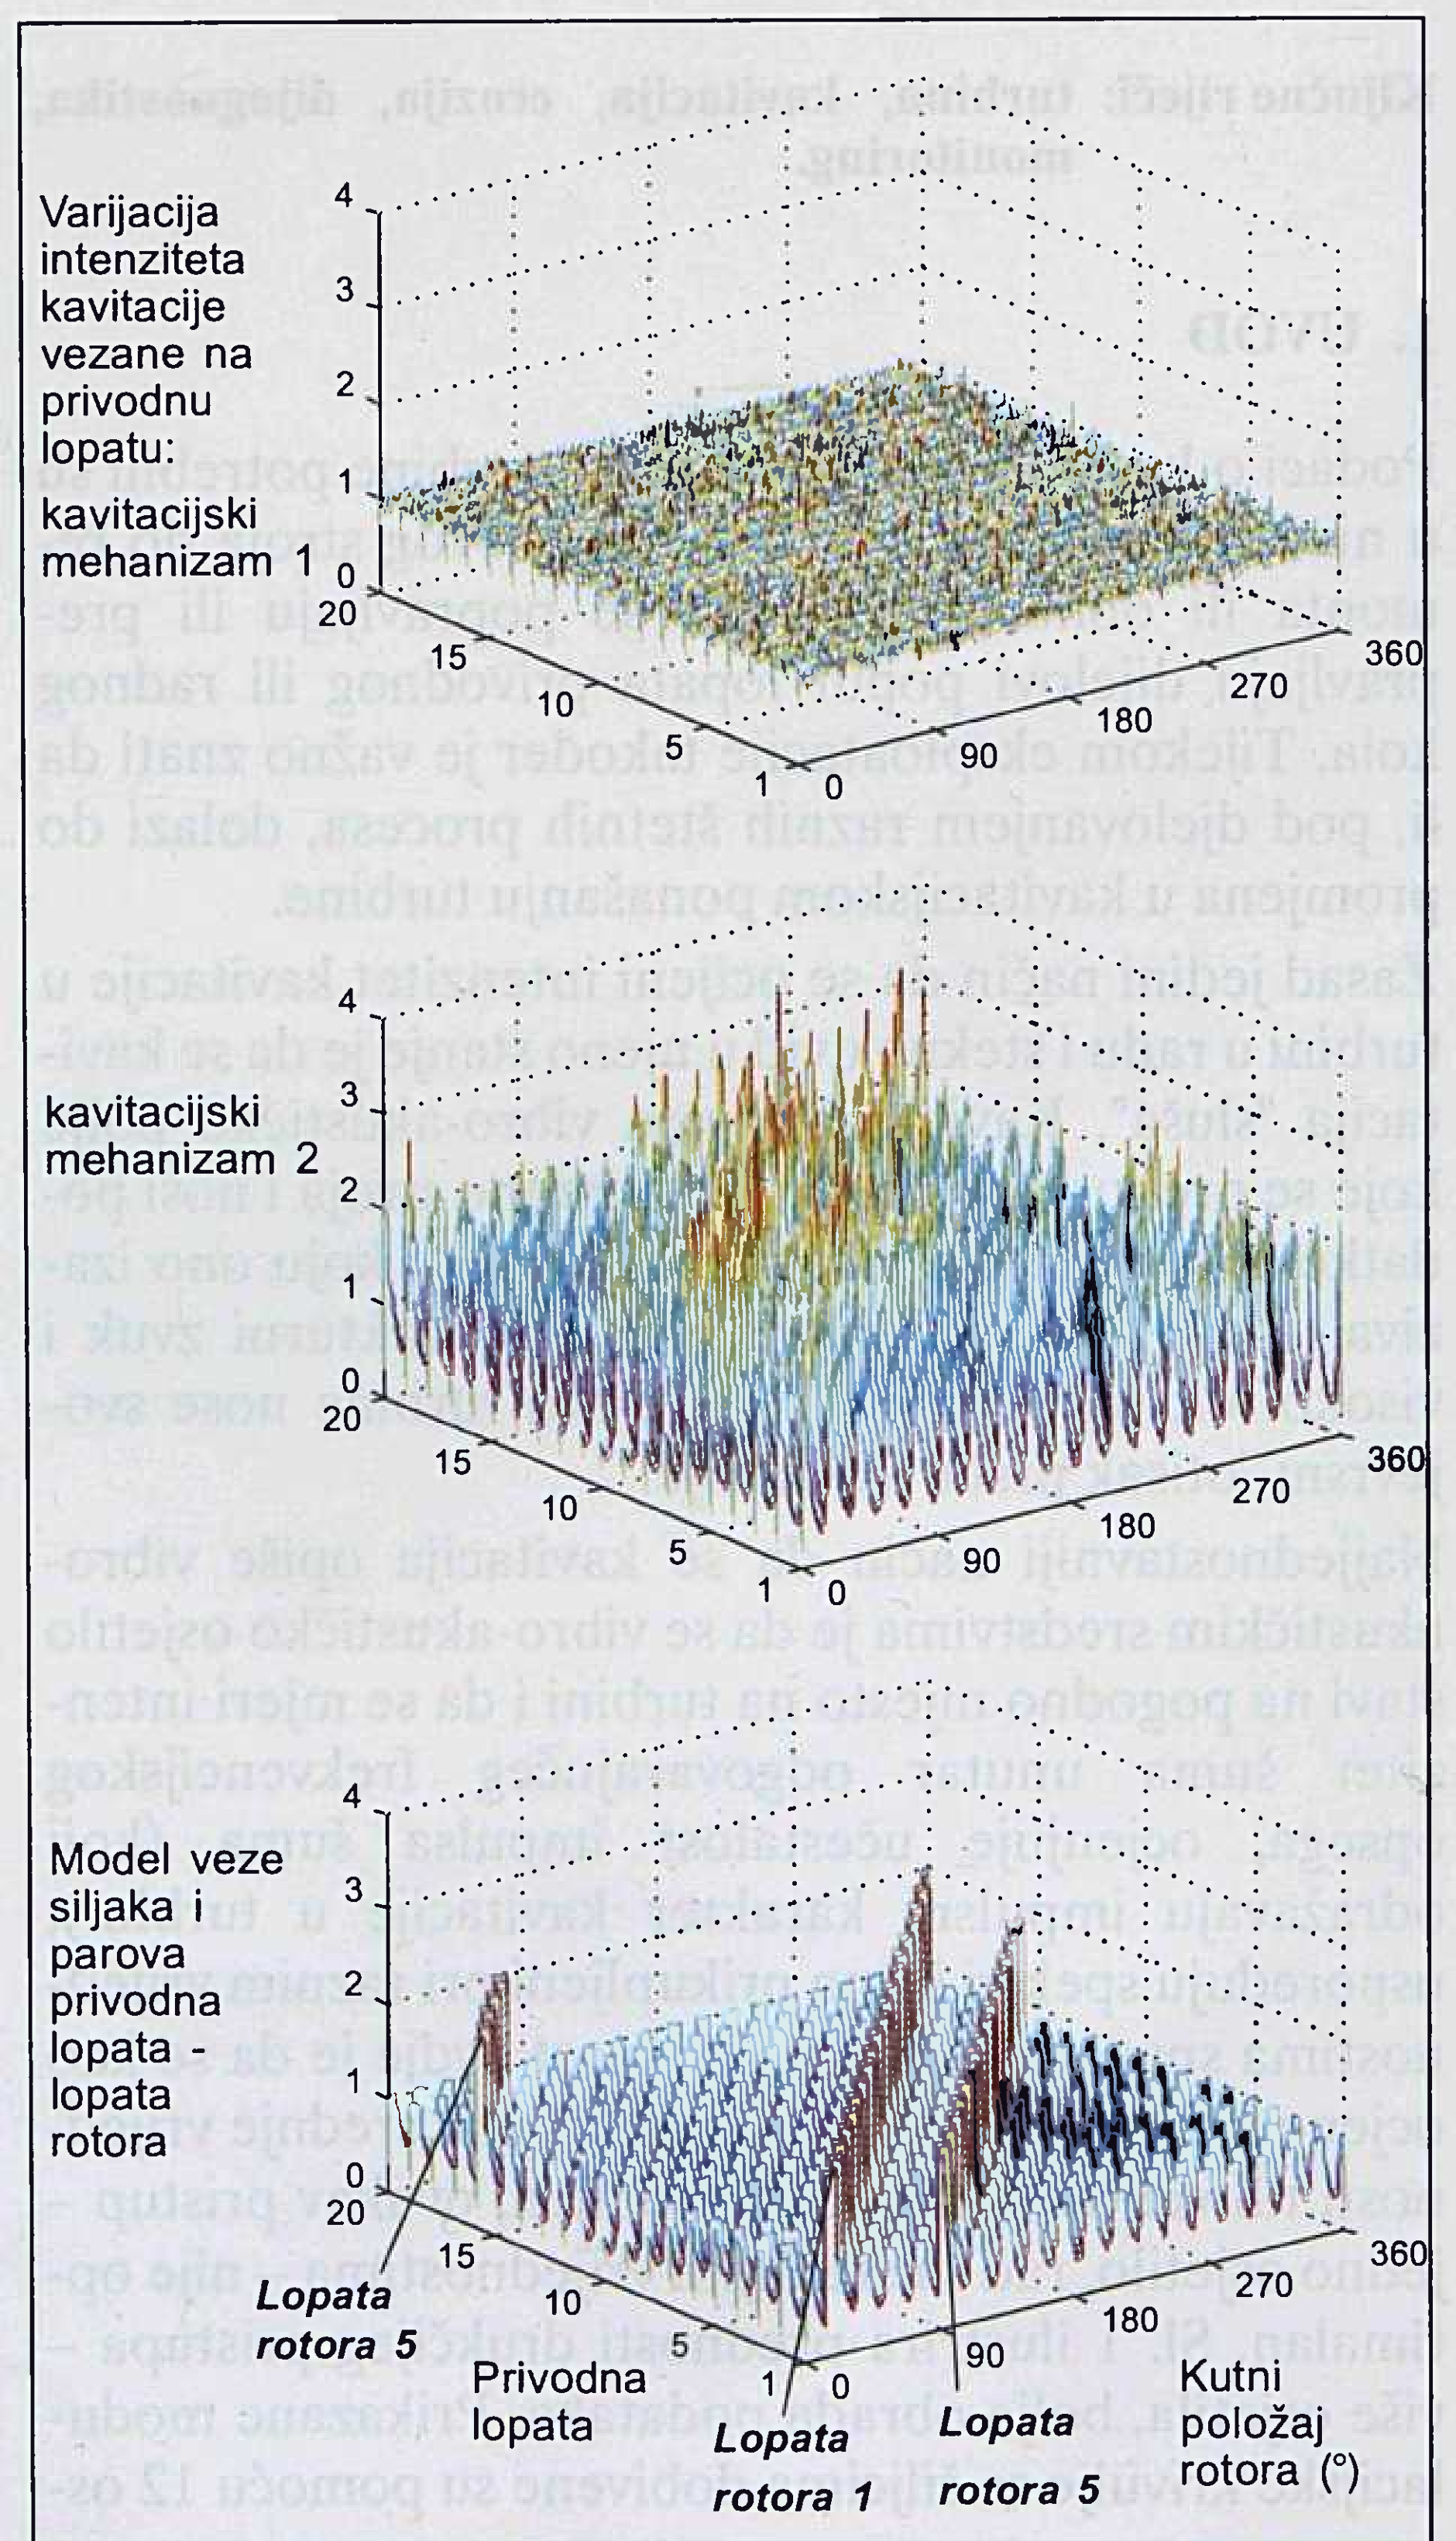 Varijacija
intenziteta
kavitacije
vezane na
privodnu
lopatu:
kavitacijski
mehanizam 1
4
3
2
1
0
20
15
10
5
1
0
90
180
270
360
kavitacijski
mehanizam 2
4
3
2
1
0
20
15
10
5
1
0
90
180
270
360
Model veze
siljaka i
parova
privodna
lopata -
lopata
rotora
4
3
2
1
0
20
15
10
5
1
0
90
180
270
360
Lopata
rotora 5
Privodna
lopata
Lopata
rotora 1
Lopata
rotora 5
Kutni
položaj
rotora (°)